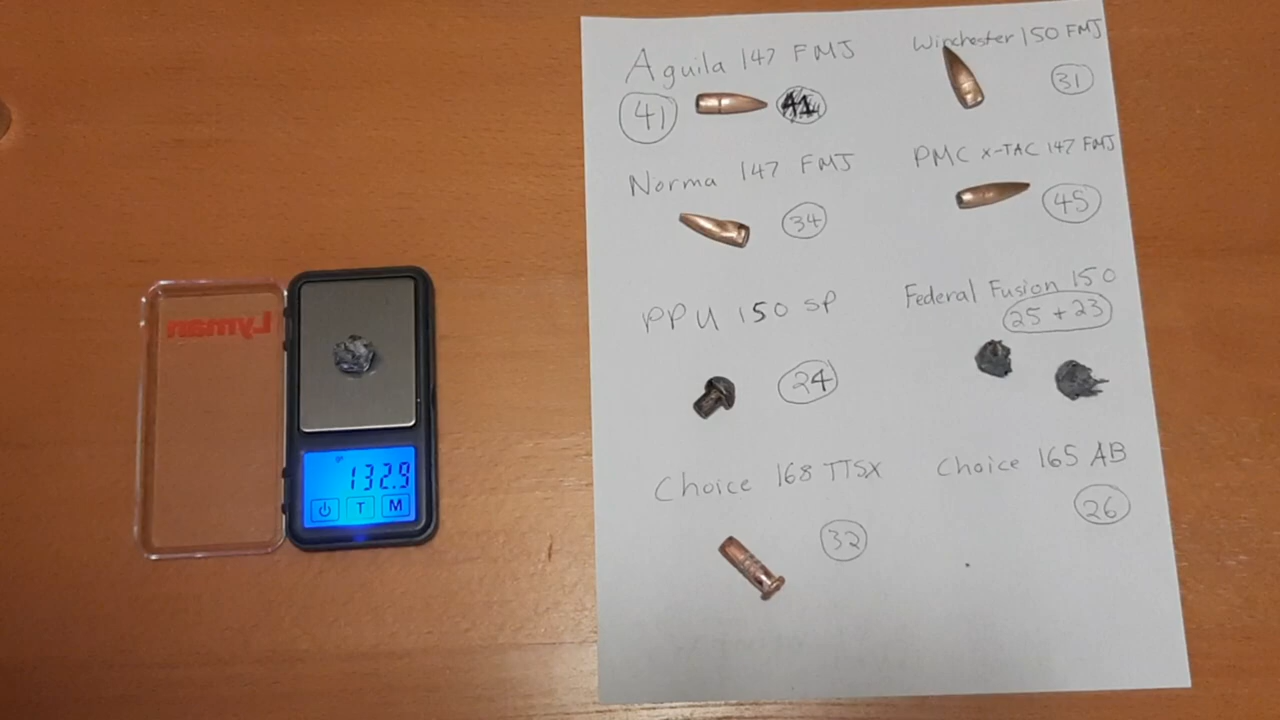 Lyman
132.9
T
M
Aguila 147 FMJ
41
41
Winchester 150 FMJ
31
Norma 147 FMJ
34
PMC X-TAC 147 FMJ
45
PPU 150 SP
24
Federal Fusion 150
25 + 23
Choice 168 TTSX
32
Choice 165 AB
26